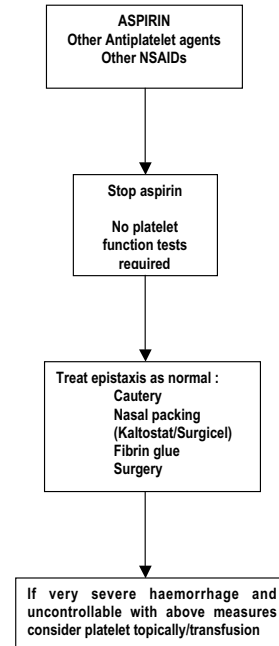 ASPIRIN
Other Antiplatelet agents
Other NSAIDs
Stop aspirin
No platelet
function tests
required
Treat epistaxis as normal :
Cautery
Nasal packing
(Kaltostat/Surgicel)
Fibrin glue
Surgery
If very severe haemorrhage and
uncontrollable with above measures
consider platelet topically/transfusion